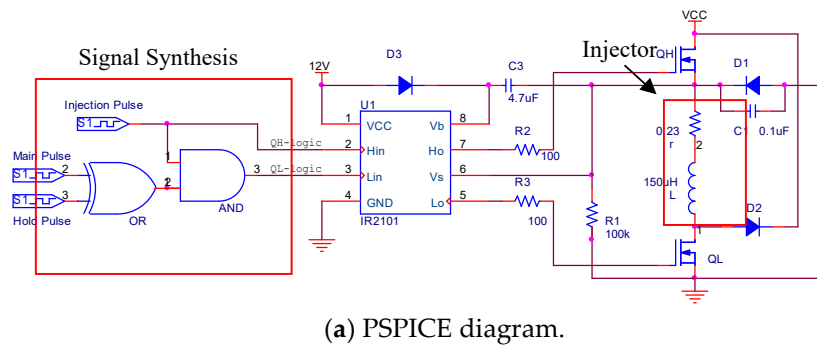 Signal Synthesis
Injector
VCC
12V
D3
C3
4.7uF
QH
D1
Injection Pulse
S1
U1
1
VCC
Vb
8
R2
100
0.23
r
2
C1
0.1uF
QH-logic
2
Hin
Ho
7
Main Pulse
S1
2
1
3
QL-logic
3
Lin
Vs
6
R3
100
150uH
L
S1
3
2
Hold Pulse
OR
AND
4
GND
Lo
5
IR2101
R1
100k
1
D2
QL
(a) PSPICE diagram.